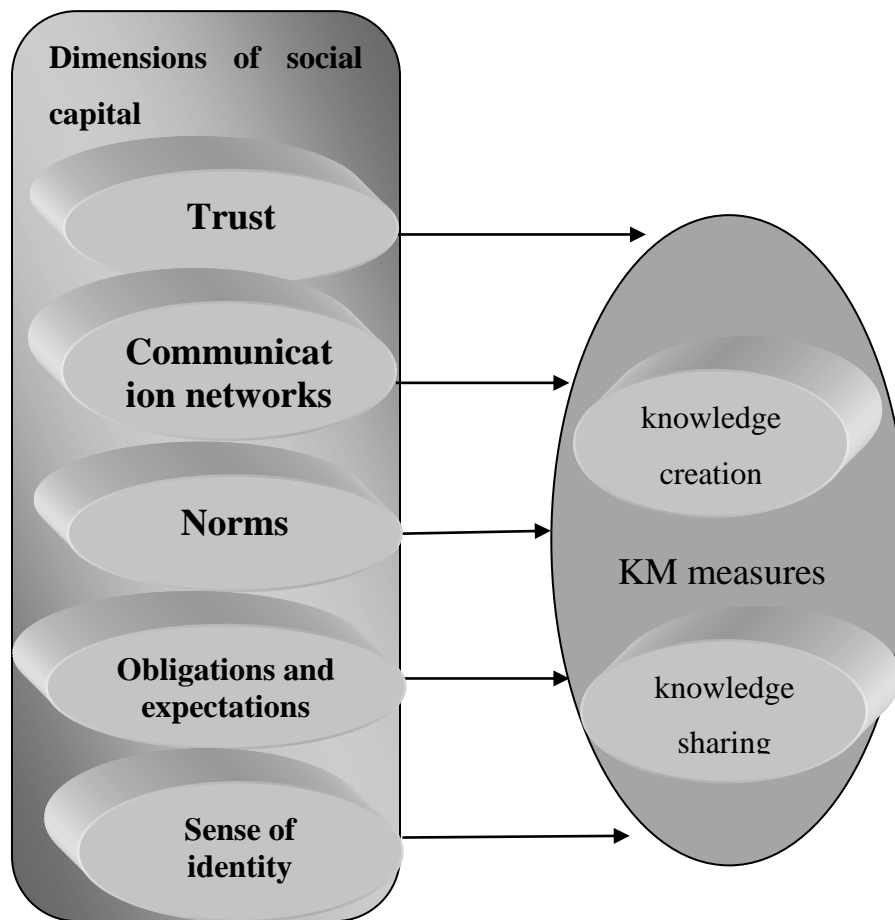 Dimensions of social
capital
Trust
Communicat
ion networks
Norms
Obligations and
expectations
Sense of
identity
knowledge
creation
KM measures
knowledge
sharing